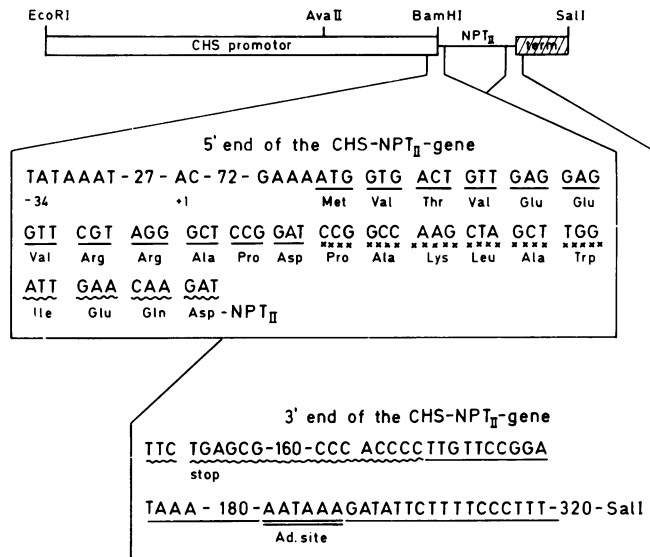 EcoRI AvaII BamHI SalI
CHS promotor NPTII term
5' end of the CHS-NPTII-gene
TATAAAT - 27 - AC - 72 - GAAAATG GTG ACT GTT GAG GAG
-34 +1 Met Val Thr Val Glu Glu
GTT CGT AGG GCT CCG GAT CCG GCC AAG CTA GCT TGG
Val Arg Arg Ala Pro Asp Pro Ala Lys Leu Ala Trp
ATT GAA CAA GAT
Ile Glu Gln Asp - NPTII
3' end of the CHS-NPTII-gene
TTC TGAGCG-160-CCC ACCCCTTGTTCCGGA
stop
TAAA - 180 - AATAAAGATATTCTTTTCCCTTT-320-SalI
Ad. site